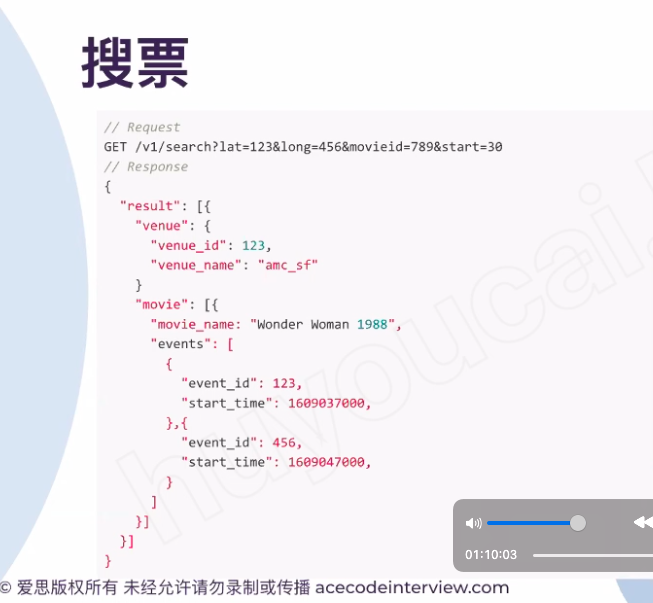 搜票
// Request
GET /v1/search?lat=123&long=456&movieid=789&start=30
// Response
{
  "result": [{
    "venue": {
      "venue_id": 123,
      "venue_name": "amc_sf"
    }
    "movie": [{
      "movie_name: "Wonder Woman 1988",
      "events": [
        {
          "event_id": 123,
          "start_time": 1609037000,
        },{
          "event_id": 456,
          "start_time": 1609047000,
        }
      ]
    }]
  }]
}
huyoucai.
01:10:03
© 爱思版权所有 未经允许请勿录制或传播 acecodeinterview.com